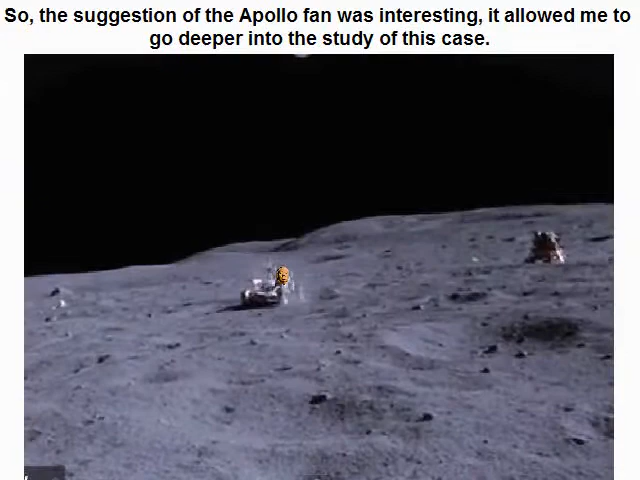 So, the suggestion of the Apollo fan was interesting, it allowed me to
go deeper into the study of this case.